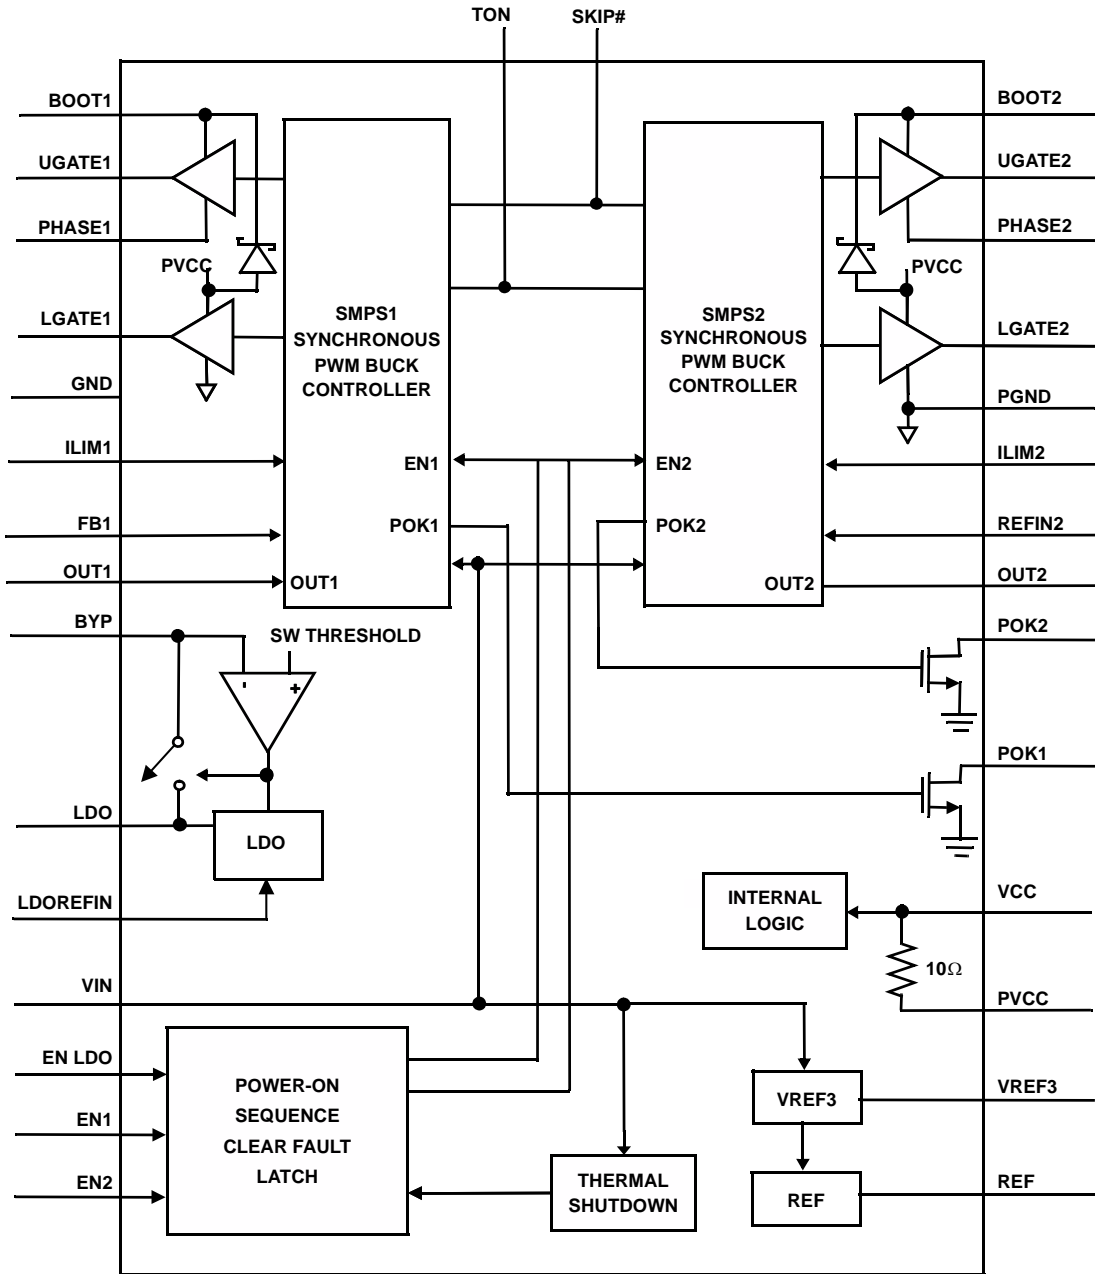 TON
SKIP#
BOOT1
BOOT2
UGATE1
UGATE2
PHASE1
PHASE2
PVCC
PVCC
SMPS1
SYNCHRONOUS
PWM BUCK
CONTROLLER
SMPS2
SYNCHRONOUS
PWM BUCK
CONTROLLER
LGATE1
LGATE2
GND
PGND
ILIM1
ILIM2
EN1
EN2
FB1
REFIN2
POK1
POK2
OUT1
OUT2
OUT1
OUT2
BYP
SW THRESHOLD
POK2
-
+
POK1
LDO
LDO
LDOREFIN
INTERNAL
LOGIC
VCC
10Ω
PVCC
VIN
EN LDO
EN1
EN2
POWER-ON
SEQUENCE
CLEAR FAULT
LATCH
THERMAL
SHUTDOWN
VREF3
VREF3
REF
REF